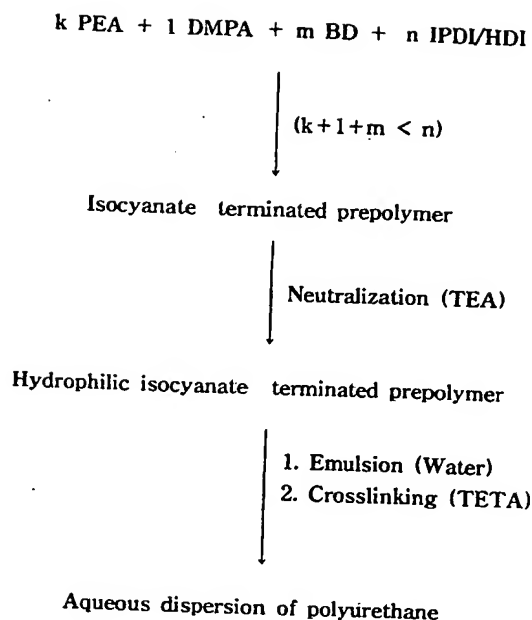 k PEA + l DMPA + m BD + n IPDI/HDI
(k+l+m < n)
Isocyanate terminated prepolymer
Neutralization (TEA)
Hydrophilic isocyanate terminated prepolymer
1. Emulsion (Water)
2. Crosslinking (TETA)
Aqueous dispersion of polyurethane